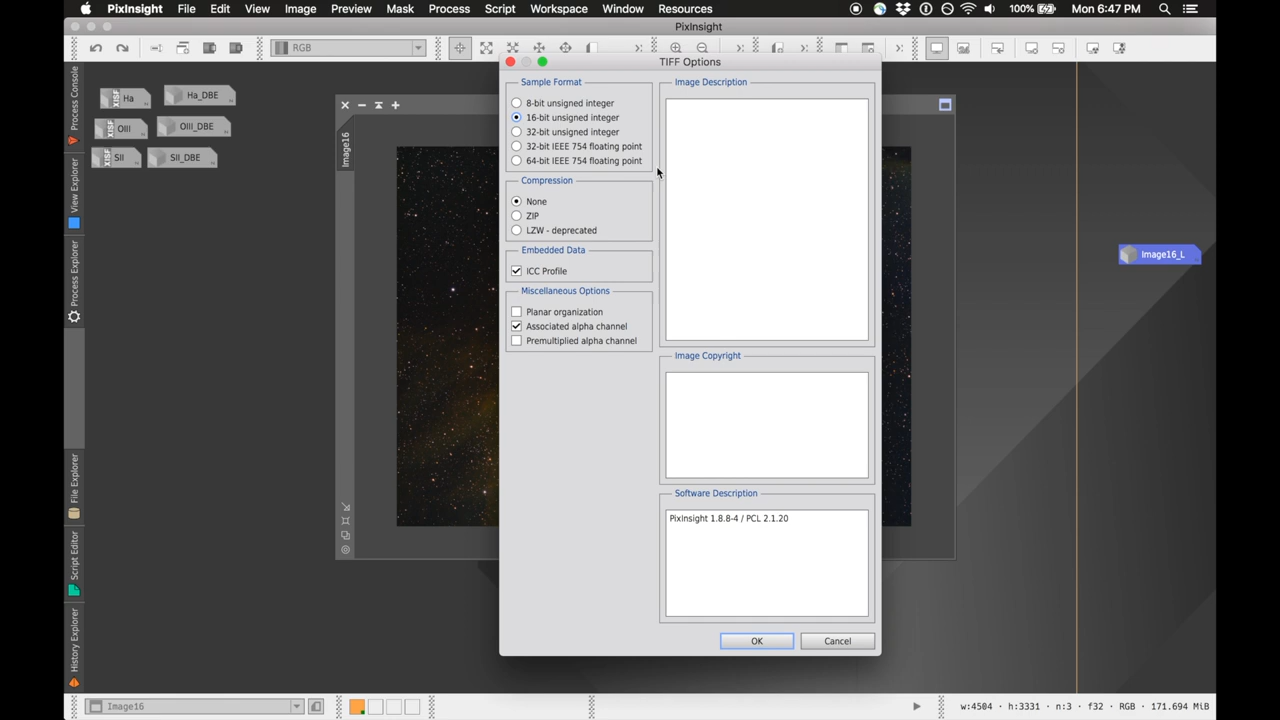 PixInsight File Edit View Image Preview Mask Process Script Workspace Window Resources 100% Mon 6:47 PM
PixInsight
RGB
TIFF Options
Process Console
View Explorer
Process Explorer
File Explorer
Script Editor
History Explorer
XISF Ha
Ha_DBE
XISF OIII
OIII_DBE
XISF SII
SII_DBE
Image16
Sample Format
8-bit unsigned integer
16-bit unsigned integer
32-bit unsigned integer
32-bit IEEE 754 floating point
64-bit IEEE 754 floating point
Compression
None
ZIP
LZW - deprecated
Embedded Data
ICC Profile
Miscellaneous Options
Planar organization
Associated alpha channel
Premultiplied alpha channel
Image Description
Image Copyright
Software Description
PixInsight 1.8.8-4 / PCL 2.1.20
OK Cancel
Image16_L
Image16
w:4504 · h:3331 · n:3 · f32 · RGB · 171.694 MiB